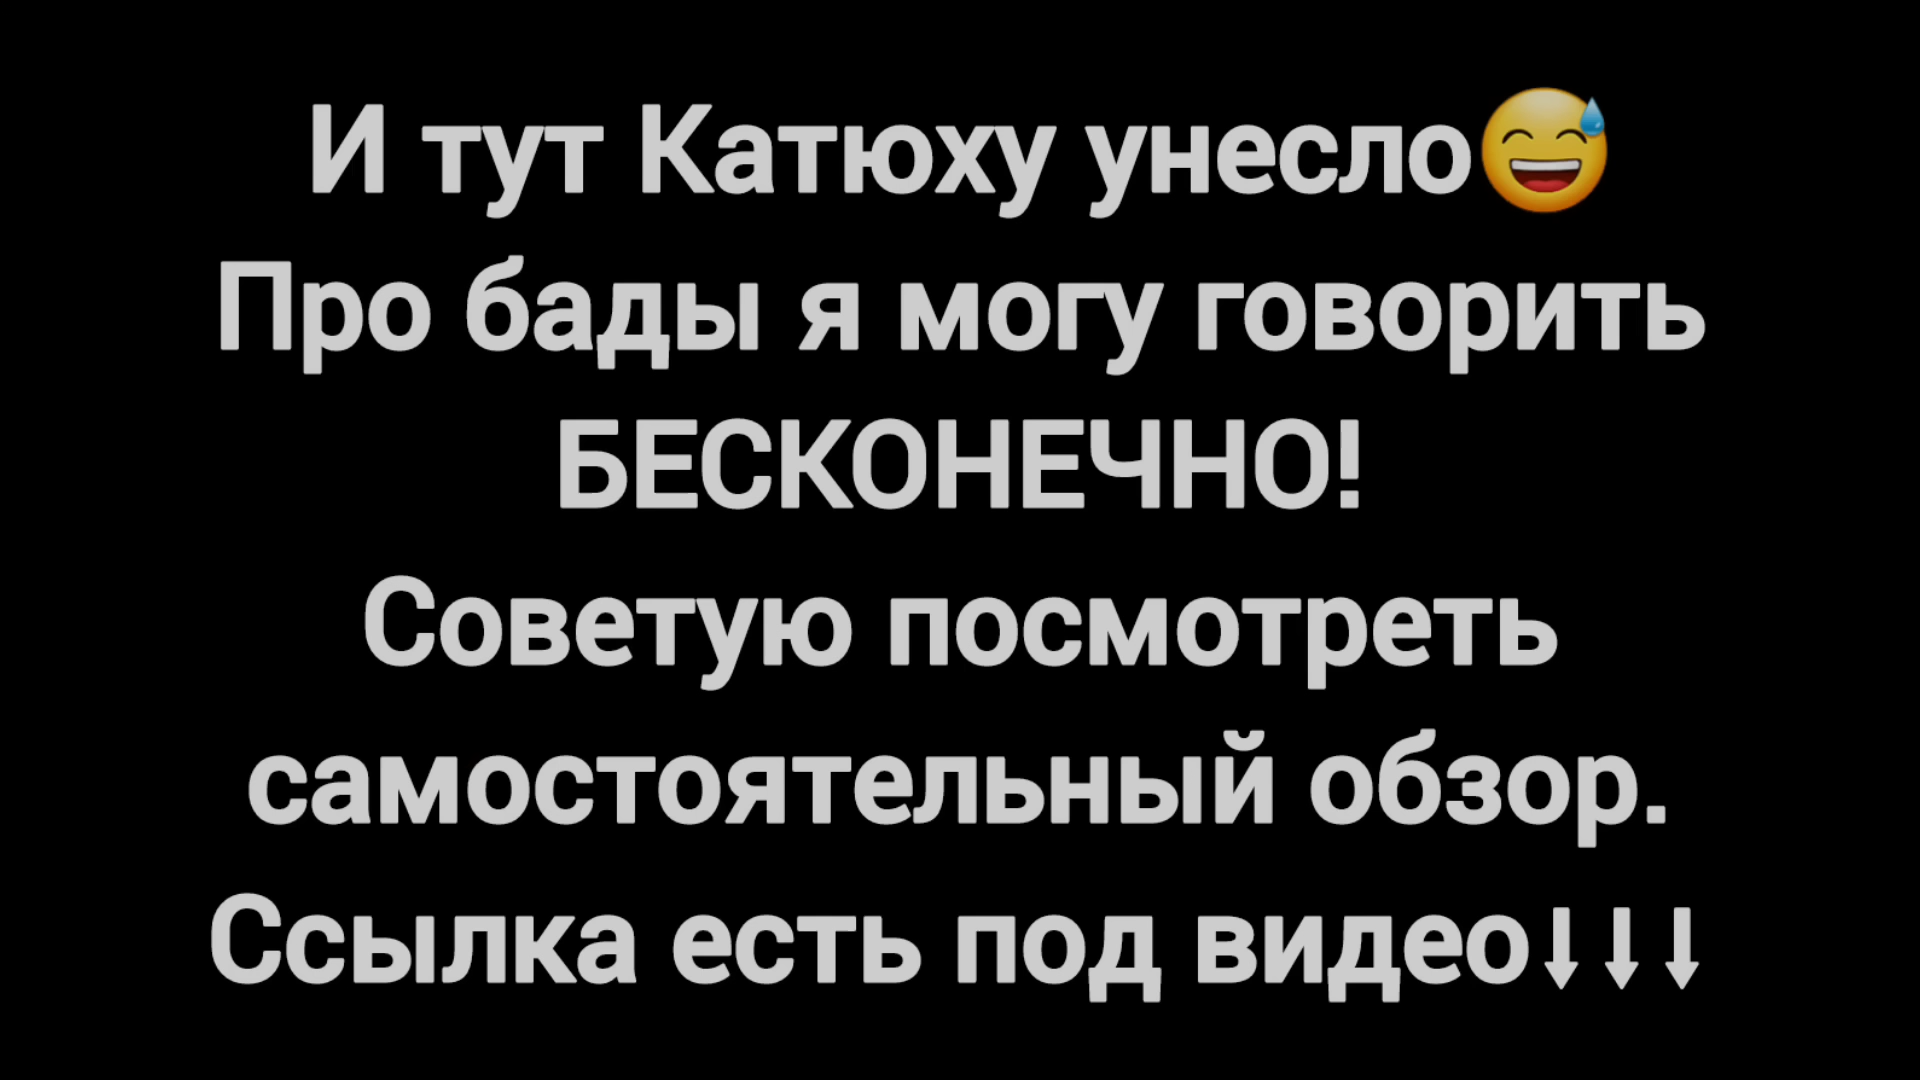 И тут Катюху унесло😅
Про бады я могу говорить
БЕСКОНЕЧНО!
Советую посмотреть
самостоятельный обзор.
Ссылка есть под видео↓↓↓